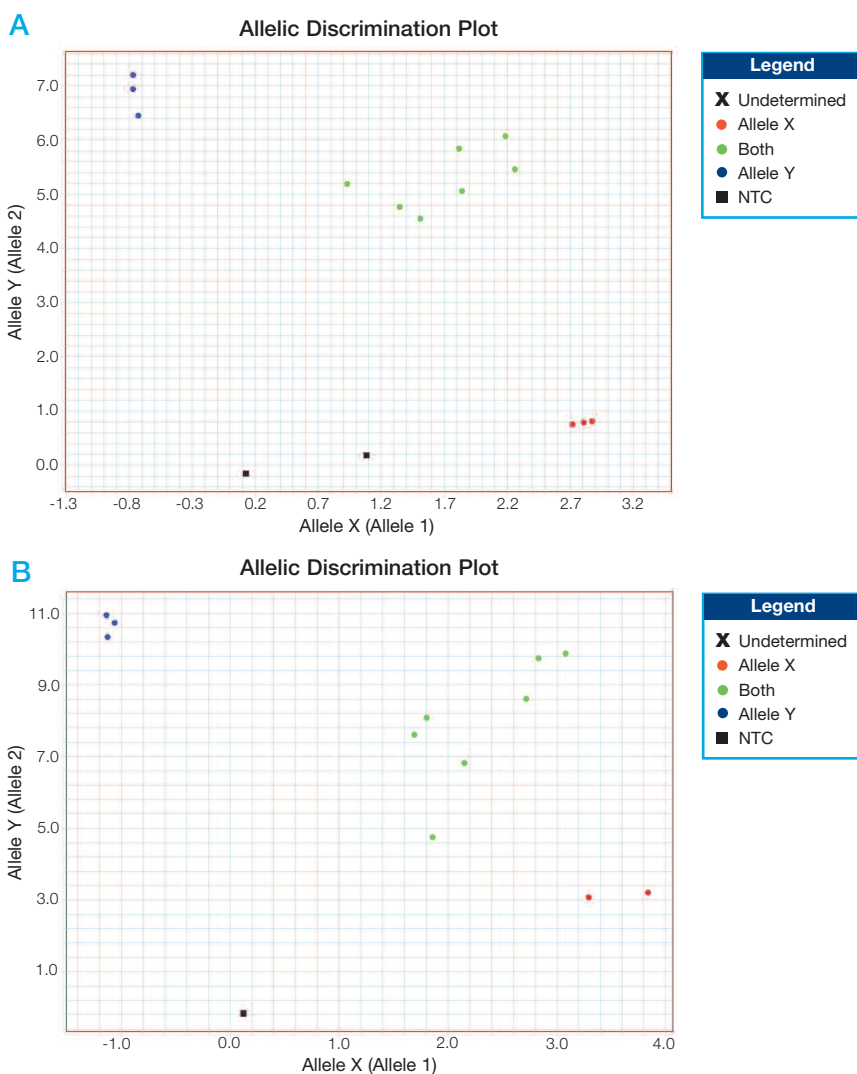 A
Allelic Discrimination Plot
Allele Y (Allele 2)
7.0
6.0
5.0
4.0
3.0
2.0
1.0
0.0
-1.3 -0.8 -0.3 0.2 0.7 1.2 1.7 2.2 2.7 3.2
Allele X (Allele 1)
Legend
X Undetermined
Allele X
Both
Allele Y
NTC
B
Allelic Discrimination Plot
Allele Y (Allele 2)
11.0
9.0
7.0
5.0
3.0
1.0
-1.0 0.0 1.0 2.0 3.0 4.0
Allele X (Allele 1)
Legend
X Undetermined
Allele X
Both
Allele Y
NTC